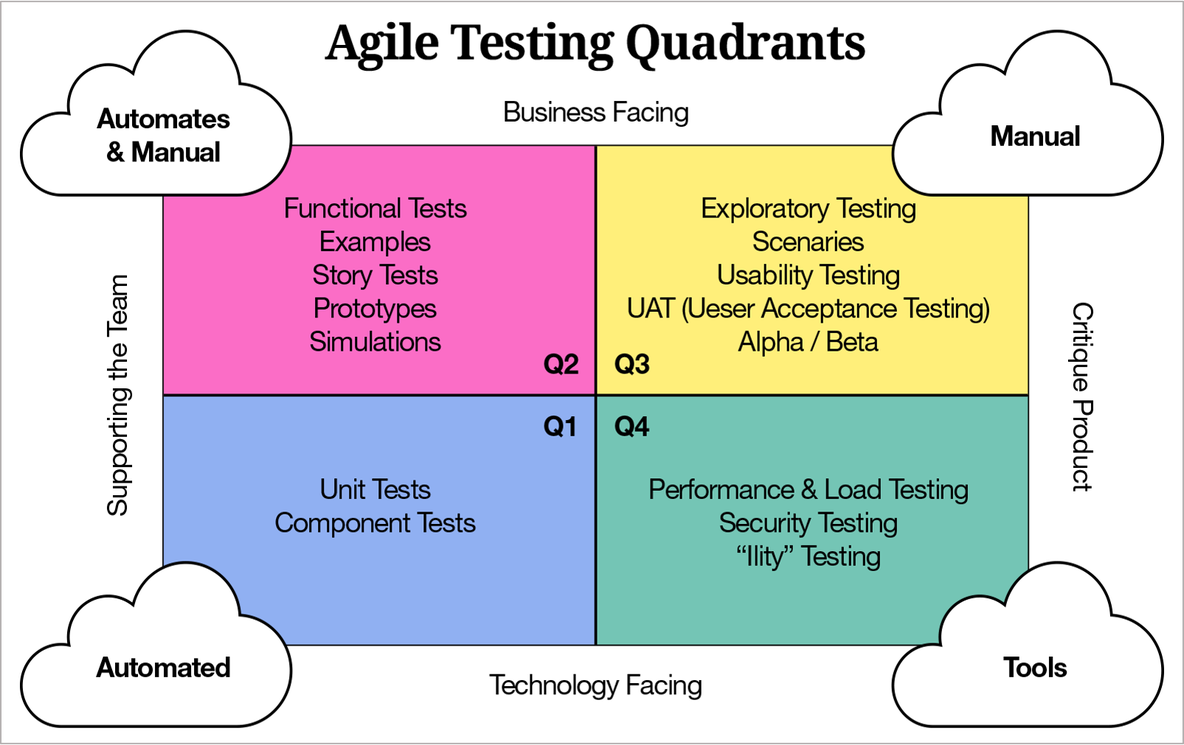 Agile Testing Quadrants
Business Facing
Automates
& Manual
Manual
Functional Tests
Examples
Story Tests
Prototypes
Simulations
Q2
Exploratory Testing
Scenaries
Usability Testing
UAT (Ueser Acceptance Testing)
Alpha / Beta
Q3
Supporting the Team
Critique Product
Q1
Unit Tests
Component Tests
Q4
Performance & Load Testing
Security Testing
“Ility” Testing
Automated
Tools
Technology Facing